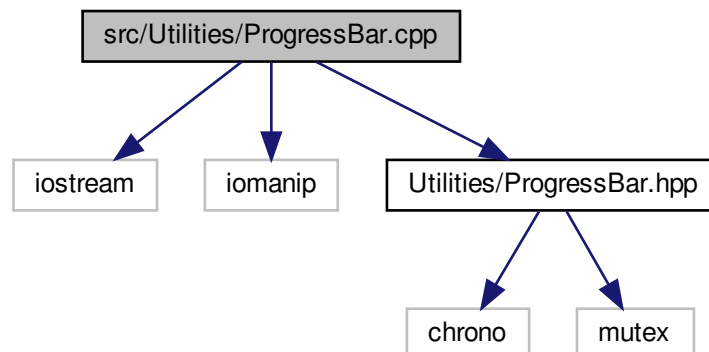 src/Utilities/ProgressBar.cpp
iostream
iomanip
Utilities/ProgressBar.hpp
chrono
mutex